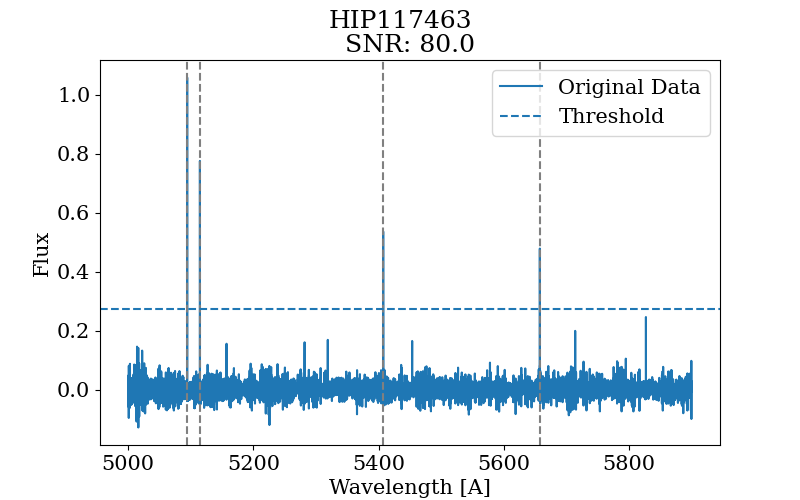 HIP117463
SNR: 80.0
Original Data
Threshold
1.0
0.8
0.6
0.4
0.2
0.0
Flux
5000 5200 5400 5600 5800
Wavelength [A]